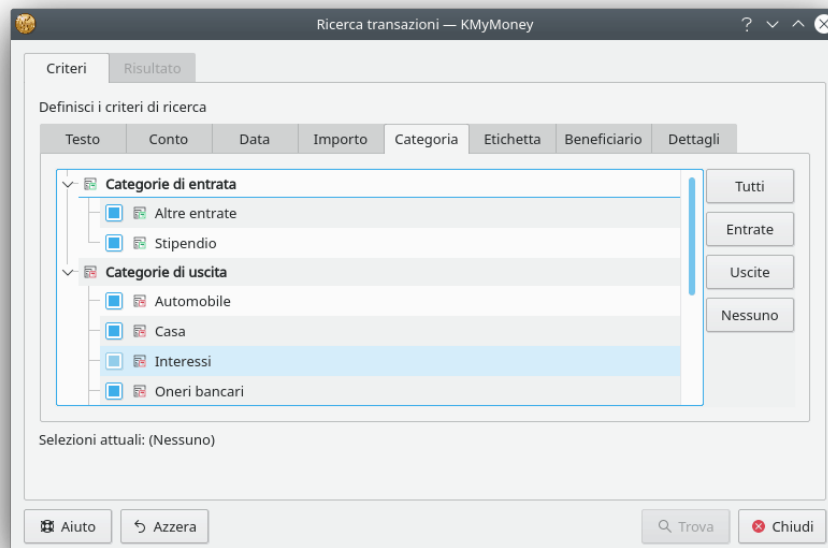 Ricerca transazioni — KMyMoney
Criteri
Risultato
Definisci i criteri di ricerca
Testo
Conto
Data
Importo
Categoria
Etichetta
Beneficiario
Dettagli
Categorie di entrata
Altre entrate
Stipendio
Categorie di uscita
Automobile
Casa
Interessi
Oneri bancari
Tutti
Entrate
Uscite
Nessuno
Selezioni attuali: (Nessuno)
Aiuto
Azzera
Trova
Chiudi